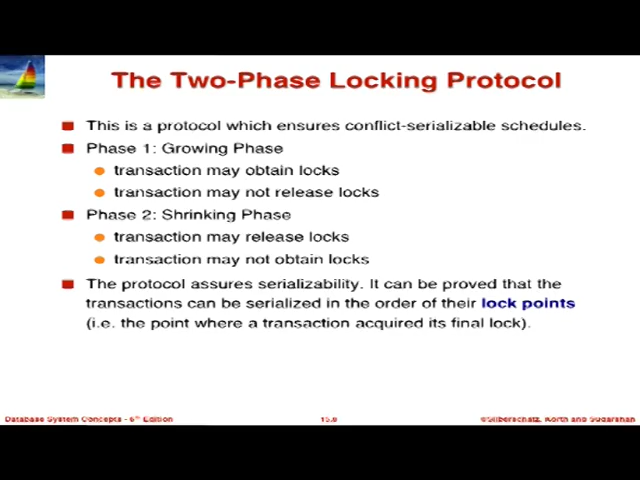 The Two-Phase Locking Protocol
This is a protocol which ensures conflict-serializable schedules.
Phase 1: Growing Phase
transaction may obtain locks
transaction may not release locks
Phase 2: Shrinking Phase
transaction may release locks
transaction may not obtain locks
The protocol assures serializability. It can be proved that the
transactions can be serialized in the order of their lock points
(i.e. the point where a transaction acquired its final lock).
Database System Concepts - 6th Edition
15.8
©Silberschatz, Korth and Sudarshan